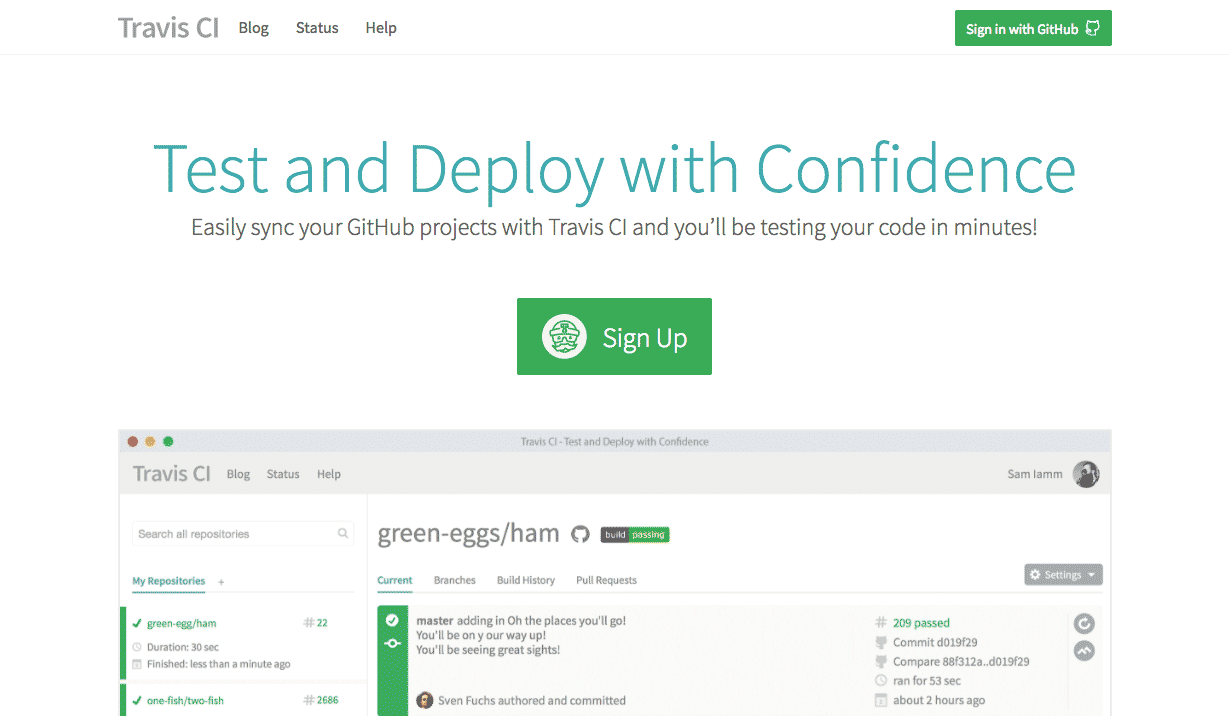 Travis CI Blog Status Help Sign in with GitHub
Test and Deploy with Confidence
Easily sync your GitHub projects with Travis CI and you'll be testing your code in minutes!
Sign Up
Travis CI - Test and Deploy with Confidence
Travis CI Blog Status Help Sam Iamm
Search all repositories
My Repositories +
green-egg/ham # 22
Duration: 30 sec
Finished: less than a minute ago
one-fish/two-fish # 2686
green-eggs/ham build passing
Current Branches Build History Pull Requests Settings
master adding in Oh the places you'll go!
You'll be on y our way up!
You'll be seeing great sights!
Sven Fuchs authored and committed
# 209 passed
Commit d019f29
Compare 88f312a..d019f29
ran for 53 sec
about 2 hours ago